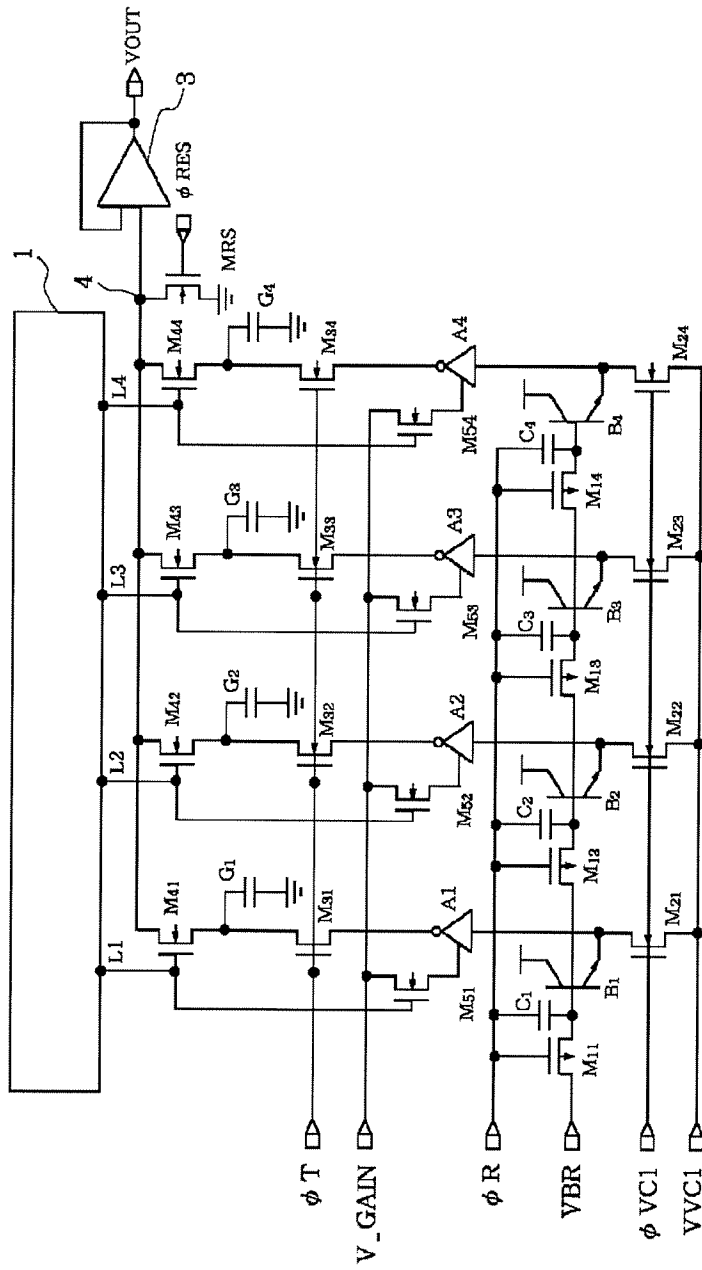 1
4
3
VOUT
φ RES
MRS
L1
L2
L3
L4
M41
M42
M43
M44
G1
G2
G3
G4
M31
M32
M33
M34
A1
A2
A3
A4
M51
M52
M53
M54
C1
C2
C3
C4
M11
M12
M13
M14
B1
B2
B3
B4
M21
M22
M23
M24
φ T
V_GAIN
φ R
VBR
φ VC1
VVC1